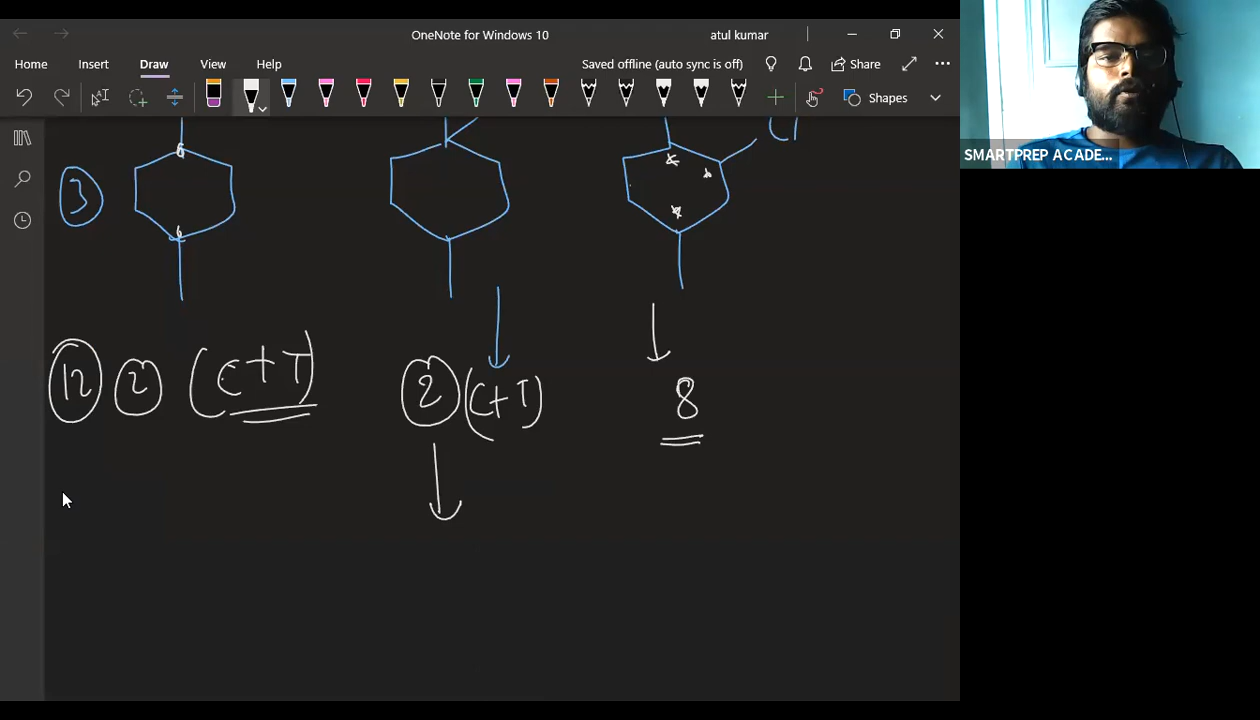 OneNote for Windows 10
atul kumar
Home Insert Draw View Help
Saved offline (auto sync is off)
Share
Shapes
SMARTPREP ACADE...
Cl
3
12 2 (C+T)
2 (C+T)
8